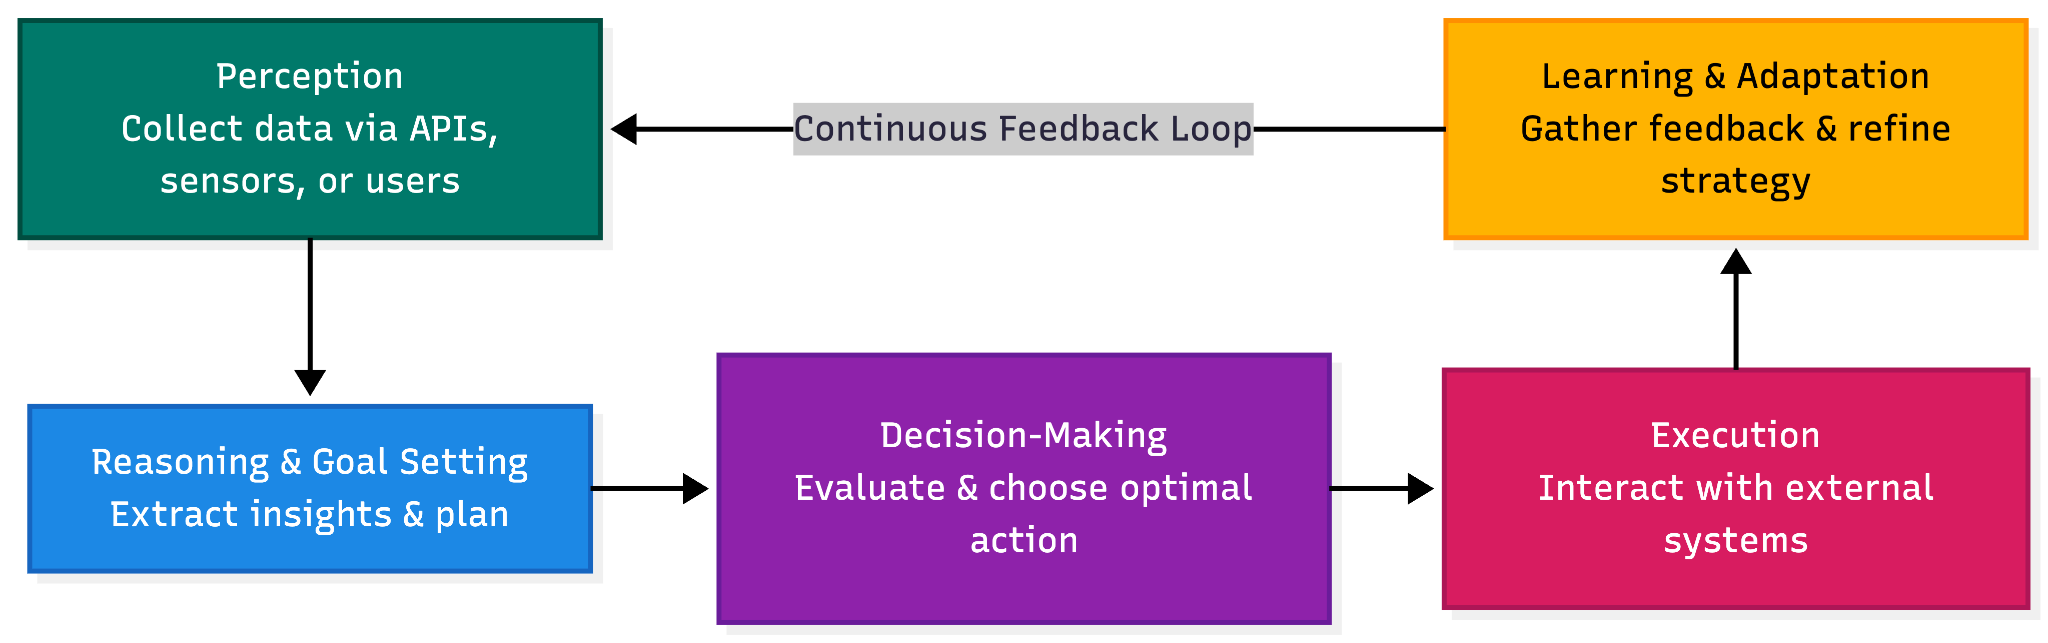 Perception
Collect data via APIs,
sensors, or users
Continuous Feedback Loop
Learning & Adaptation
Gather feedback & refine
strategy
Reasoning & Goal Setting
Extract insights & plan
Decision-Making
Evaluate & choose optimal
action
Execution
Interact with external
systems